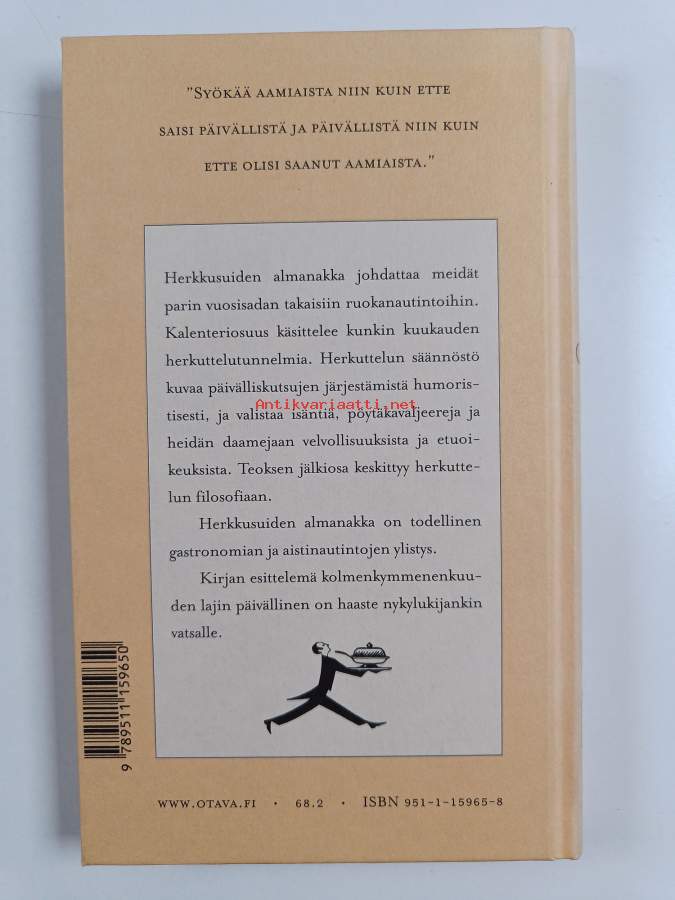 "Syökää aamiaista niin kuin ette
saisi päivällistä ja päivällistä niin kuin
ette olisi saanut aamiaista."
Herkkusuiden almanakka johdattaa meidät
parin vuosisadan takaisiin ruokanautintoihin.
Kalenteriosuus käsittelee kunkin kuukauden
herkuttelutunnelmia. Herkuttelun säännöstö
kuvaa päivälliskutsujen järjestämistä humoris-
Antikvariaatti.net
tisesti, ja valistaa isäntiä, pöytäkavaljeereja ja
heidän daamejaan velvollisuuksista ja etuoi-
keuksista. Teoksen jälkiosa keskittyy herkutte-
lun filosofiaan.
Herkkusuiden almanakka on todellinen
gastronomian ja aistinautintojen ylistys.
Kirjan esittelemä kolmenkymmenenkuu-
den lajin päivällinen on haaste nykylukijankin
vatsalle.
9 789511 159650
WWW.OTAVA.FI · 68.2 · ISBN 951-1-15965-8